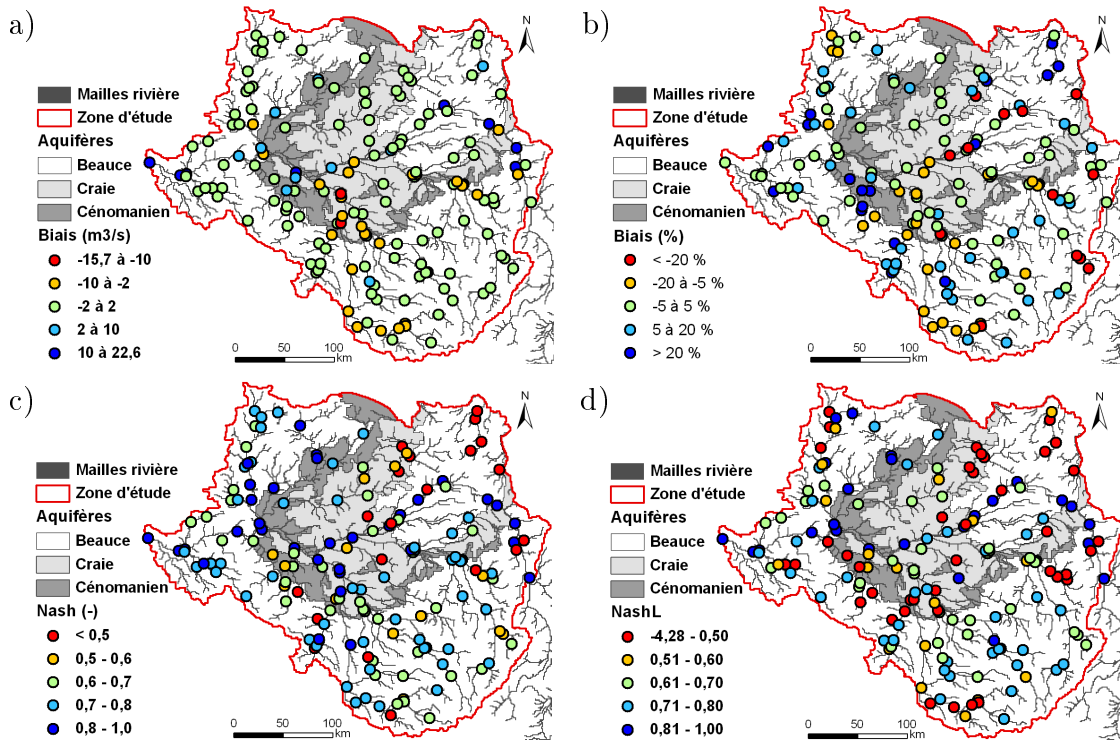 a)
N
Mailles rivière
Zone d'étude
Aquifères
Beauce
Craie
Cénomanien
Biais (m3/s)
-15,7 à -10
-10 à -2
-2 à 2
2 à 10
10 à 22,6
0 50 100
km
b)
N
Mailles rivière
Zone d'étude
Aquifères
Beauce
Craie
Cénomanien
Biais (%)
< -20 %
-20 à -5 %
-5 à 5 %
5 à 20 %
> 20 %
0 50 100
km
c)
N
Mailles rivière
Zone d'étude
Aquifères
Beauce
Craie
Cénomanien
Nash (-)
< 0,5
0,5 - 0,6
0,6 - 0,7
0,7 - 0,8
0,8 - 1,0
0 50 100
km
d)
N
Mailles rivière
Zone d'étude
Aquifères
Beauce
Craie
Cénomanien
NashL
-4,28 - 0,50
0,51 - 0,60
0,61 - 0,70
0,71 - 0,80
0,81 - 1,00
0 50 100
km